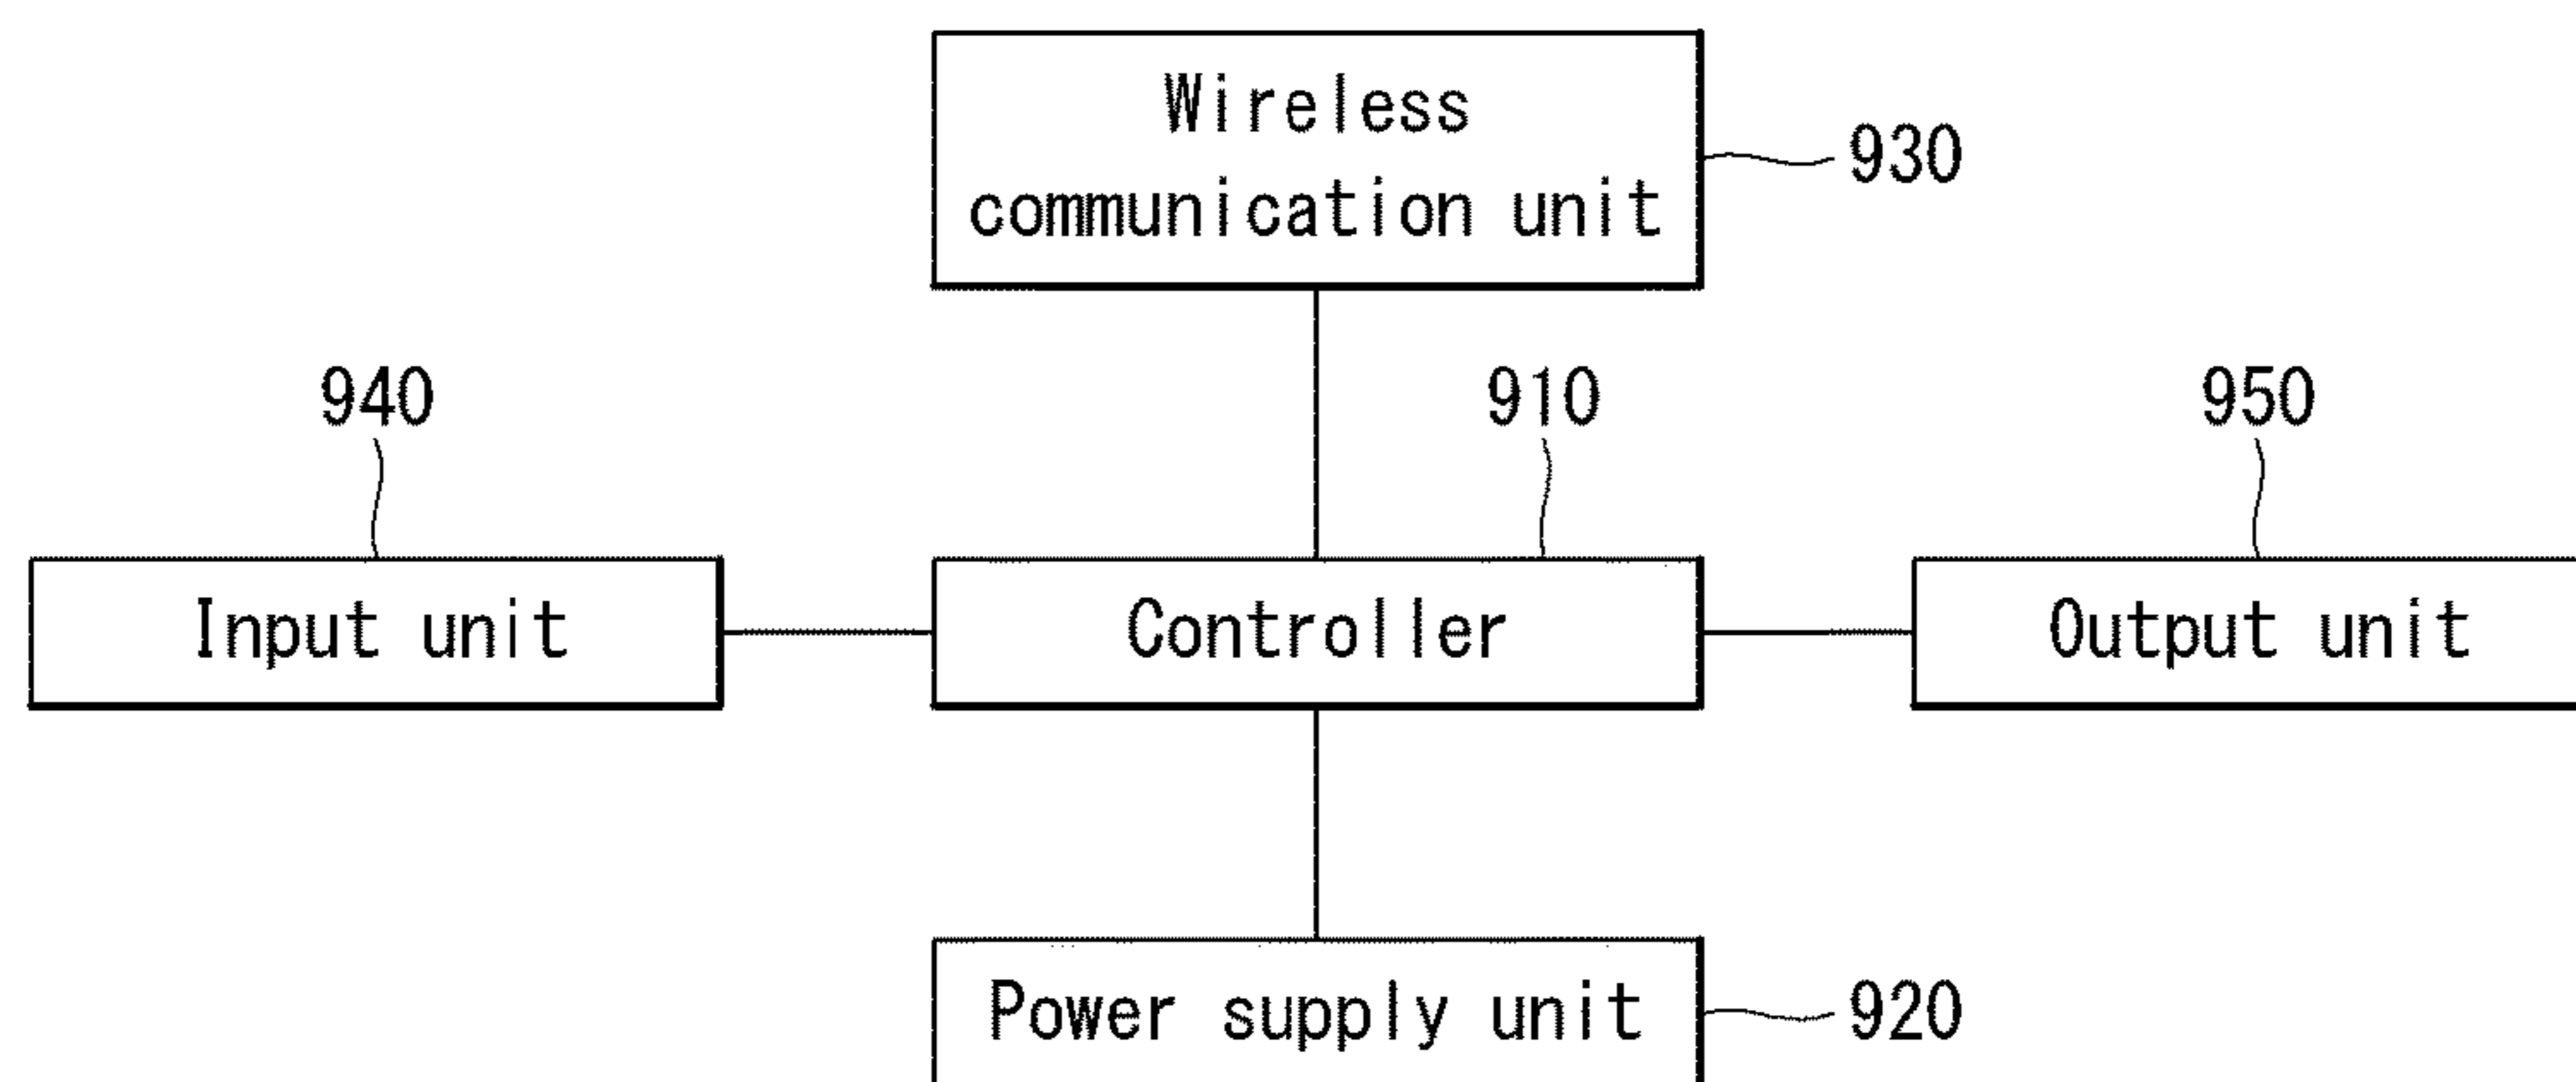 Wireless
communication unit
930
940
910
950
Input unit
Controller
Output unit
Power supply unit
920